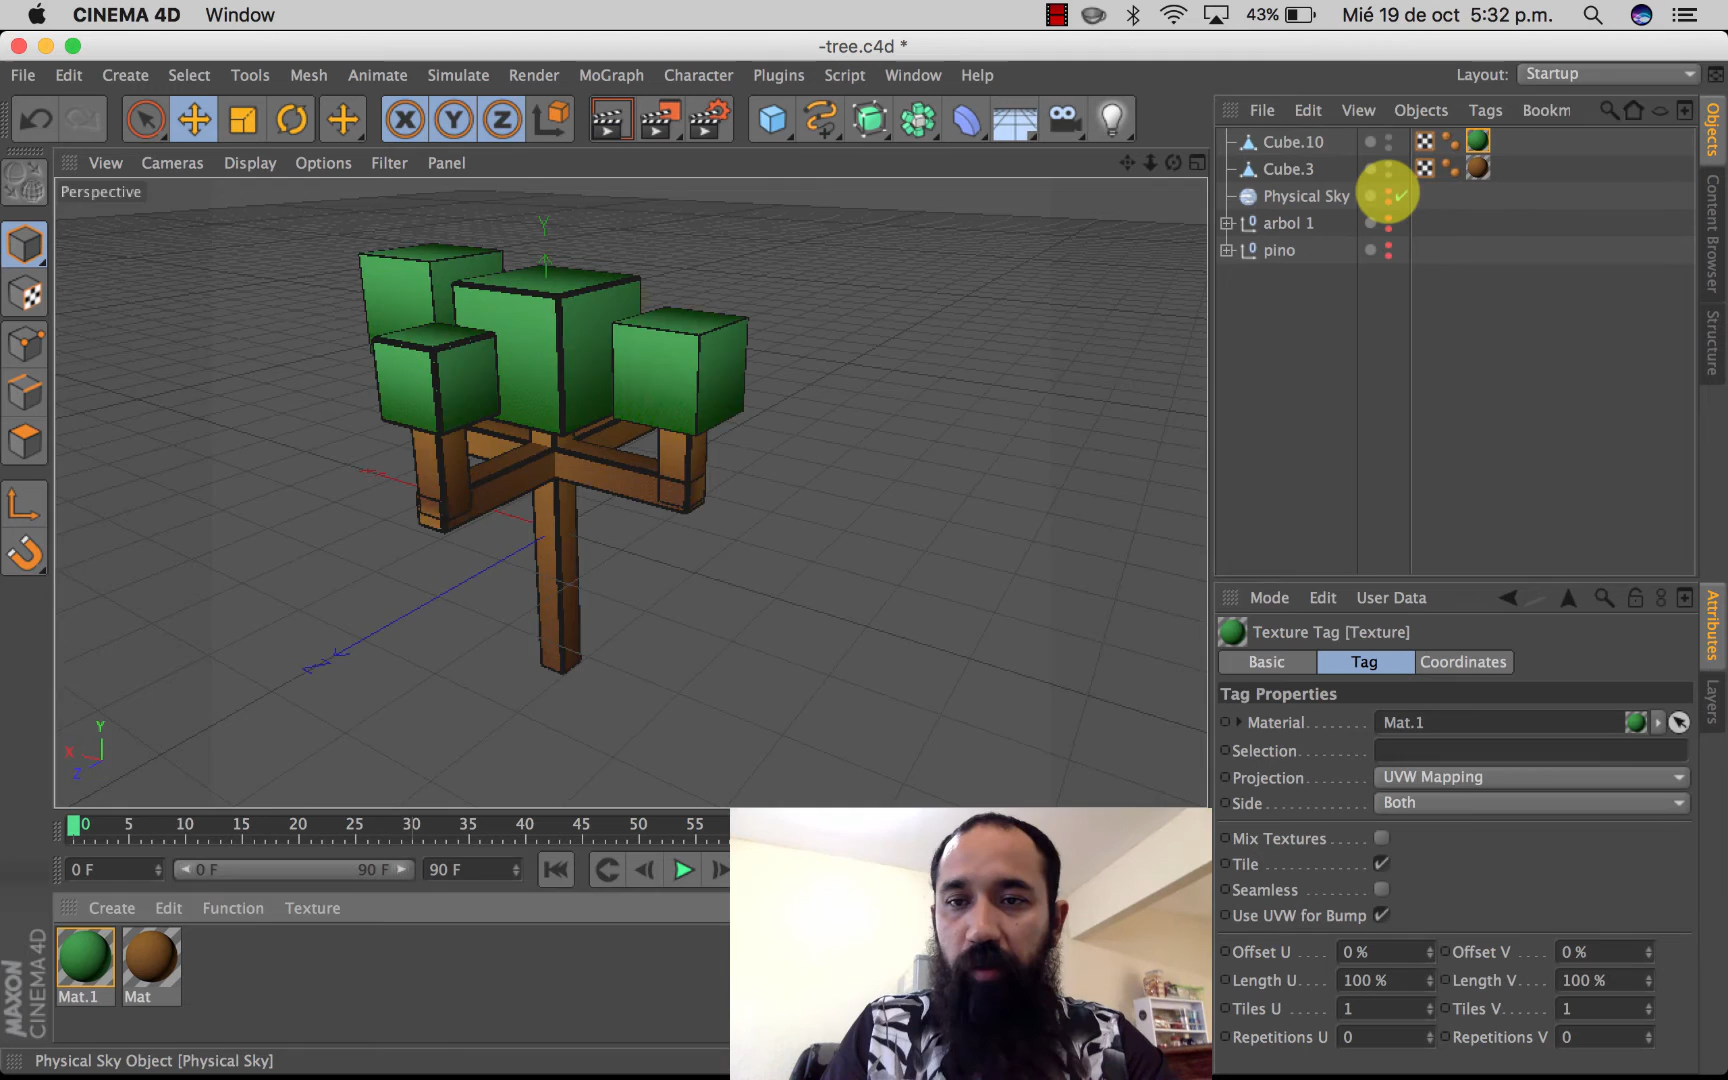 CINEMA 4D Window 43% Mié 19 de oct 5:32 p.m.
-tree.c4d *
File Edit Create Select Tools Mesh Animate Simulate Render MoGraph Character Plugins Script Window Help Layout: Startup
X Y Z
File Edit View Objects Tags Bookm
View Cameras Display Options Filter Panel
Perspective
Cube.10
Cube.3
Physical Sky
arbol 1
pino
Objects
Content Browser
Structure
Y
Y
X
Z
Mode Edit User Data
Texture Tag [Texture]
Basic Tag Coordinates
Tag Properties
Material Mat.1
Selection
Projection UVW Mapping
Side Both
Mix Textures
Tile
Seamless
Use UVW for Bump
Offset U 0 % Offset V 0 %
Length U 100 % Length V 100 %
Tiles U 1 Tiles V 1
Repetitions U 0 Repetitions V 0
Attributes
Layers
0 5 10 15 20 25 30 35 40 45 50 55
0 F 0 F 90 F 90 F
Create Edit Function Texture
Mat.1 Mat
MAXON
CINEMA 4D
Physical Sky Object [Physical Sky]